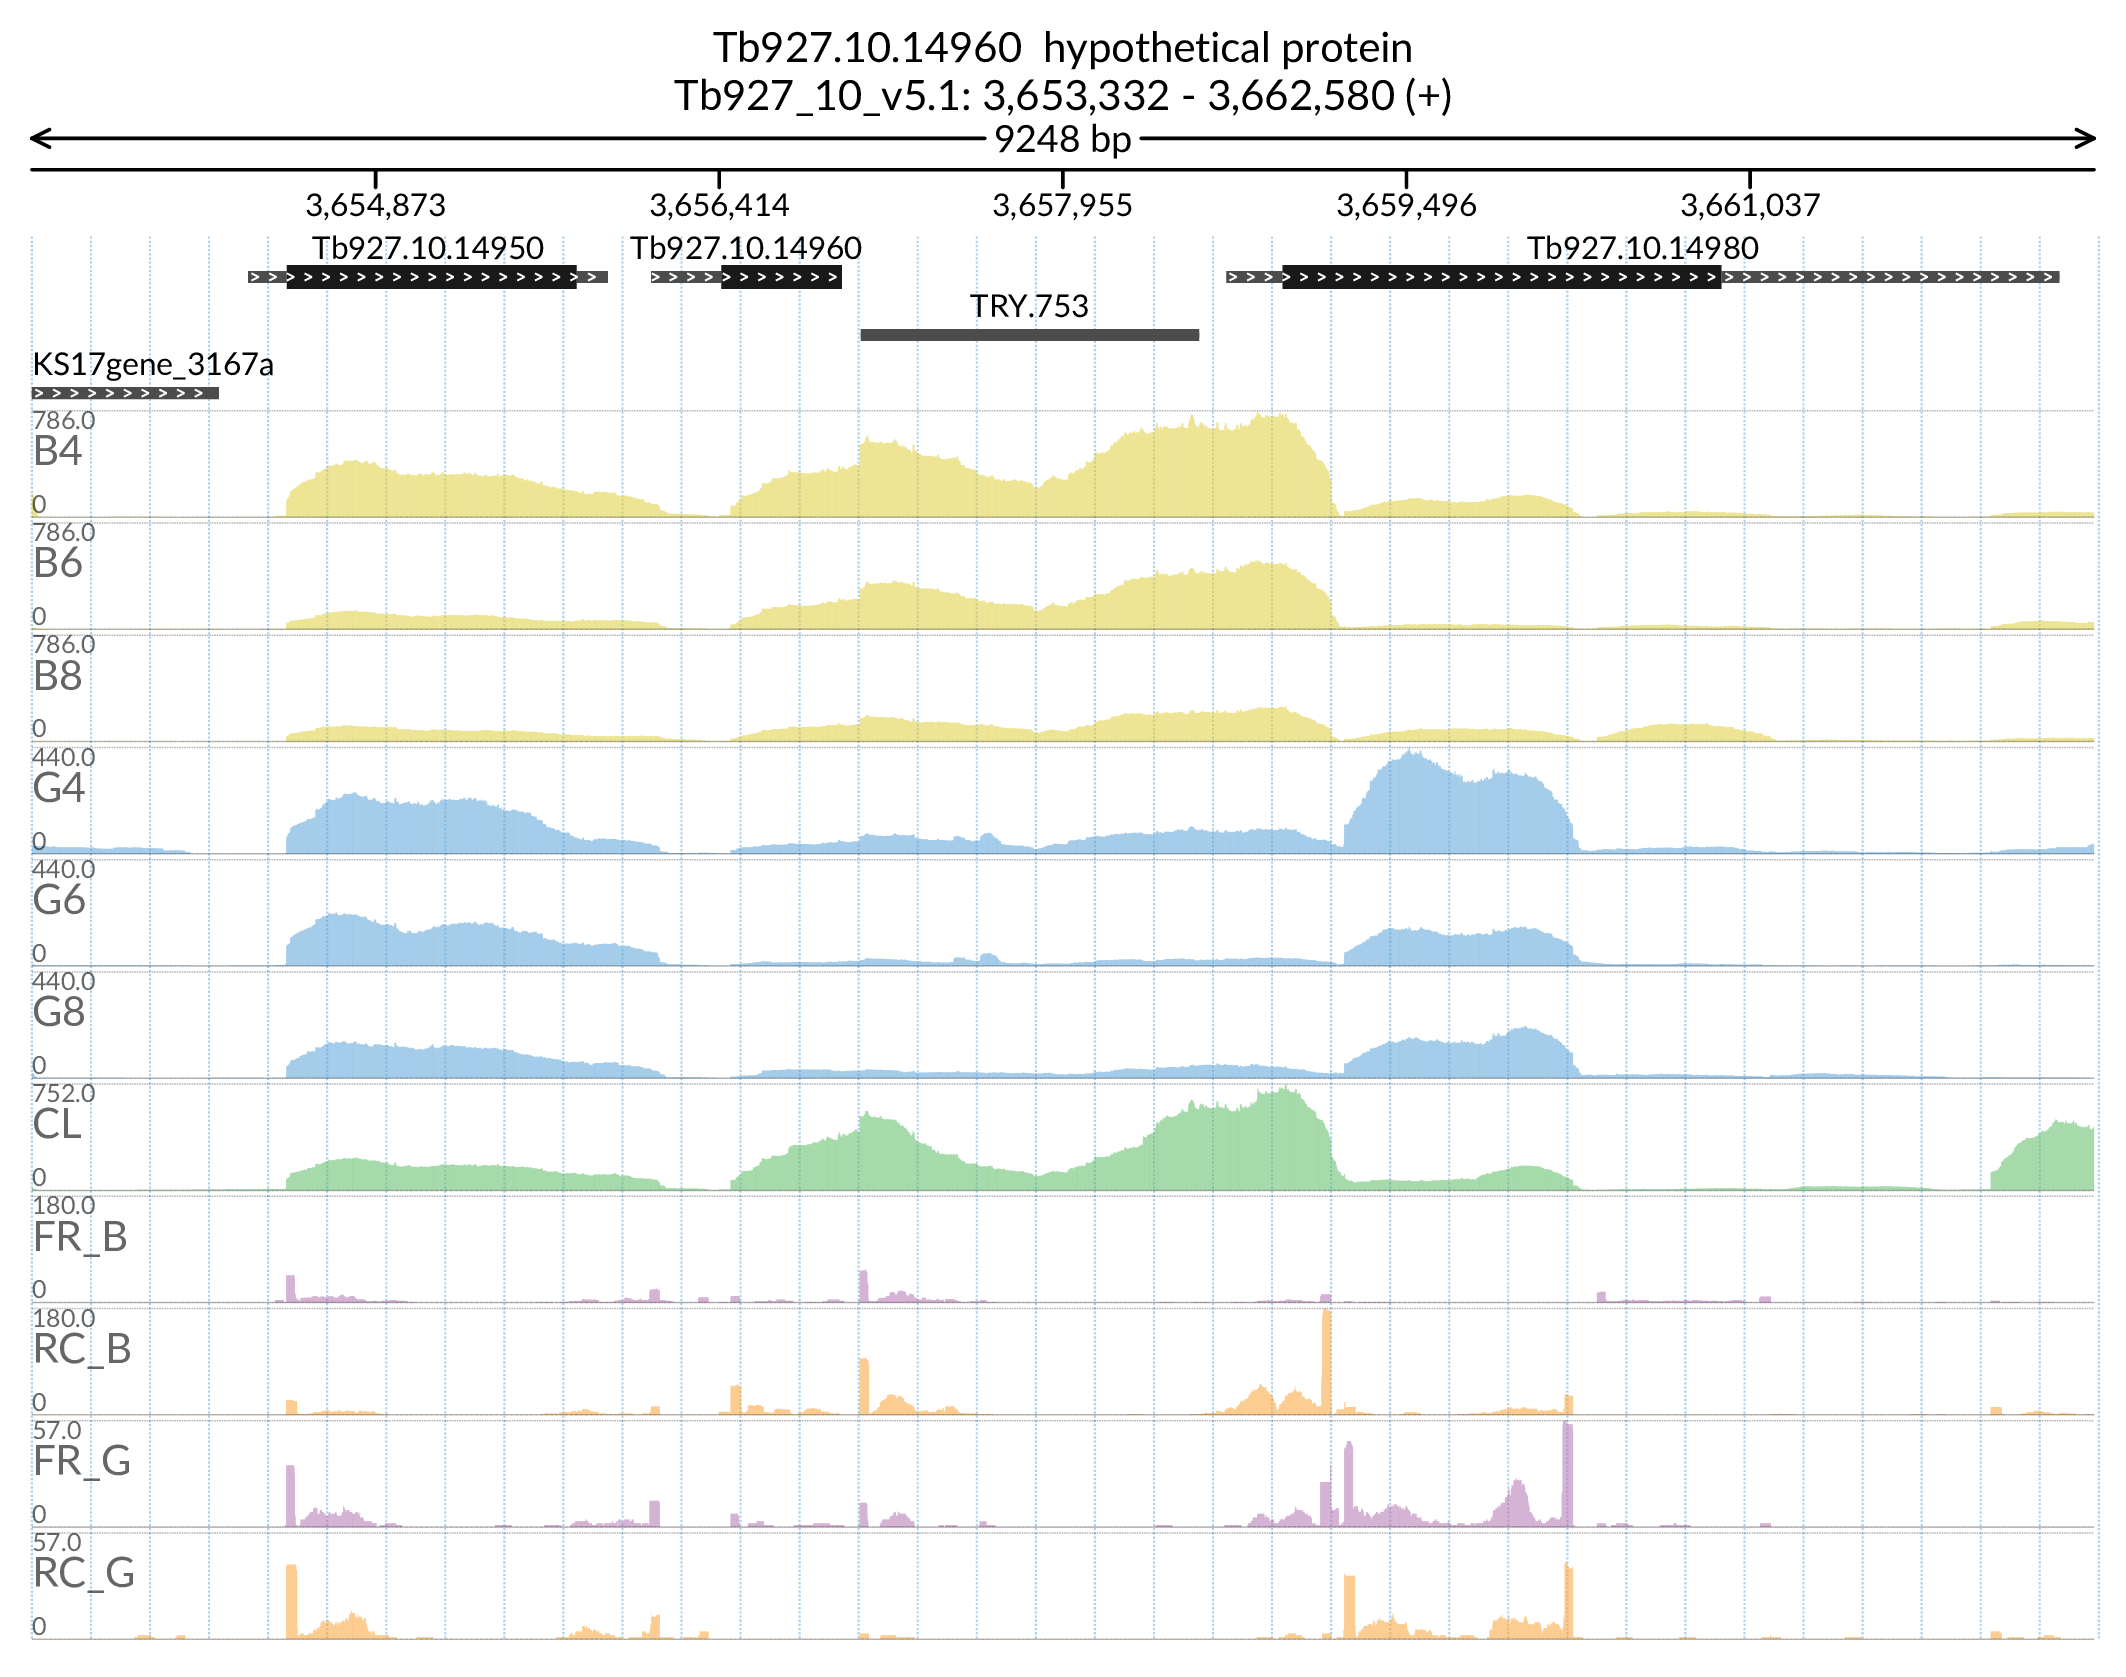 Tb927.10.14960 hypothetical protein
Tb927_10_v5.1: 3,653,332 - 3,662,580 (+)
9248 bp
3,654,873 3,656,414 3,657,955 3,659,496 3,661,037
Tb927.10.14950 Tb927.10.14960 Tb927.10.14980
TRY.753
KS17gene_3167a
786.0
B4
0
786.0
B6
0
786.0
B8
0
440.0
G4
0
440.0
G6
0
440.0
G8
0
752.0
CL
0
180.0
FR_B
0
180.0
RC_B
0
57.0
FR_G
0
57.0
RC_G
0